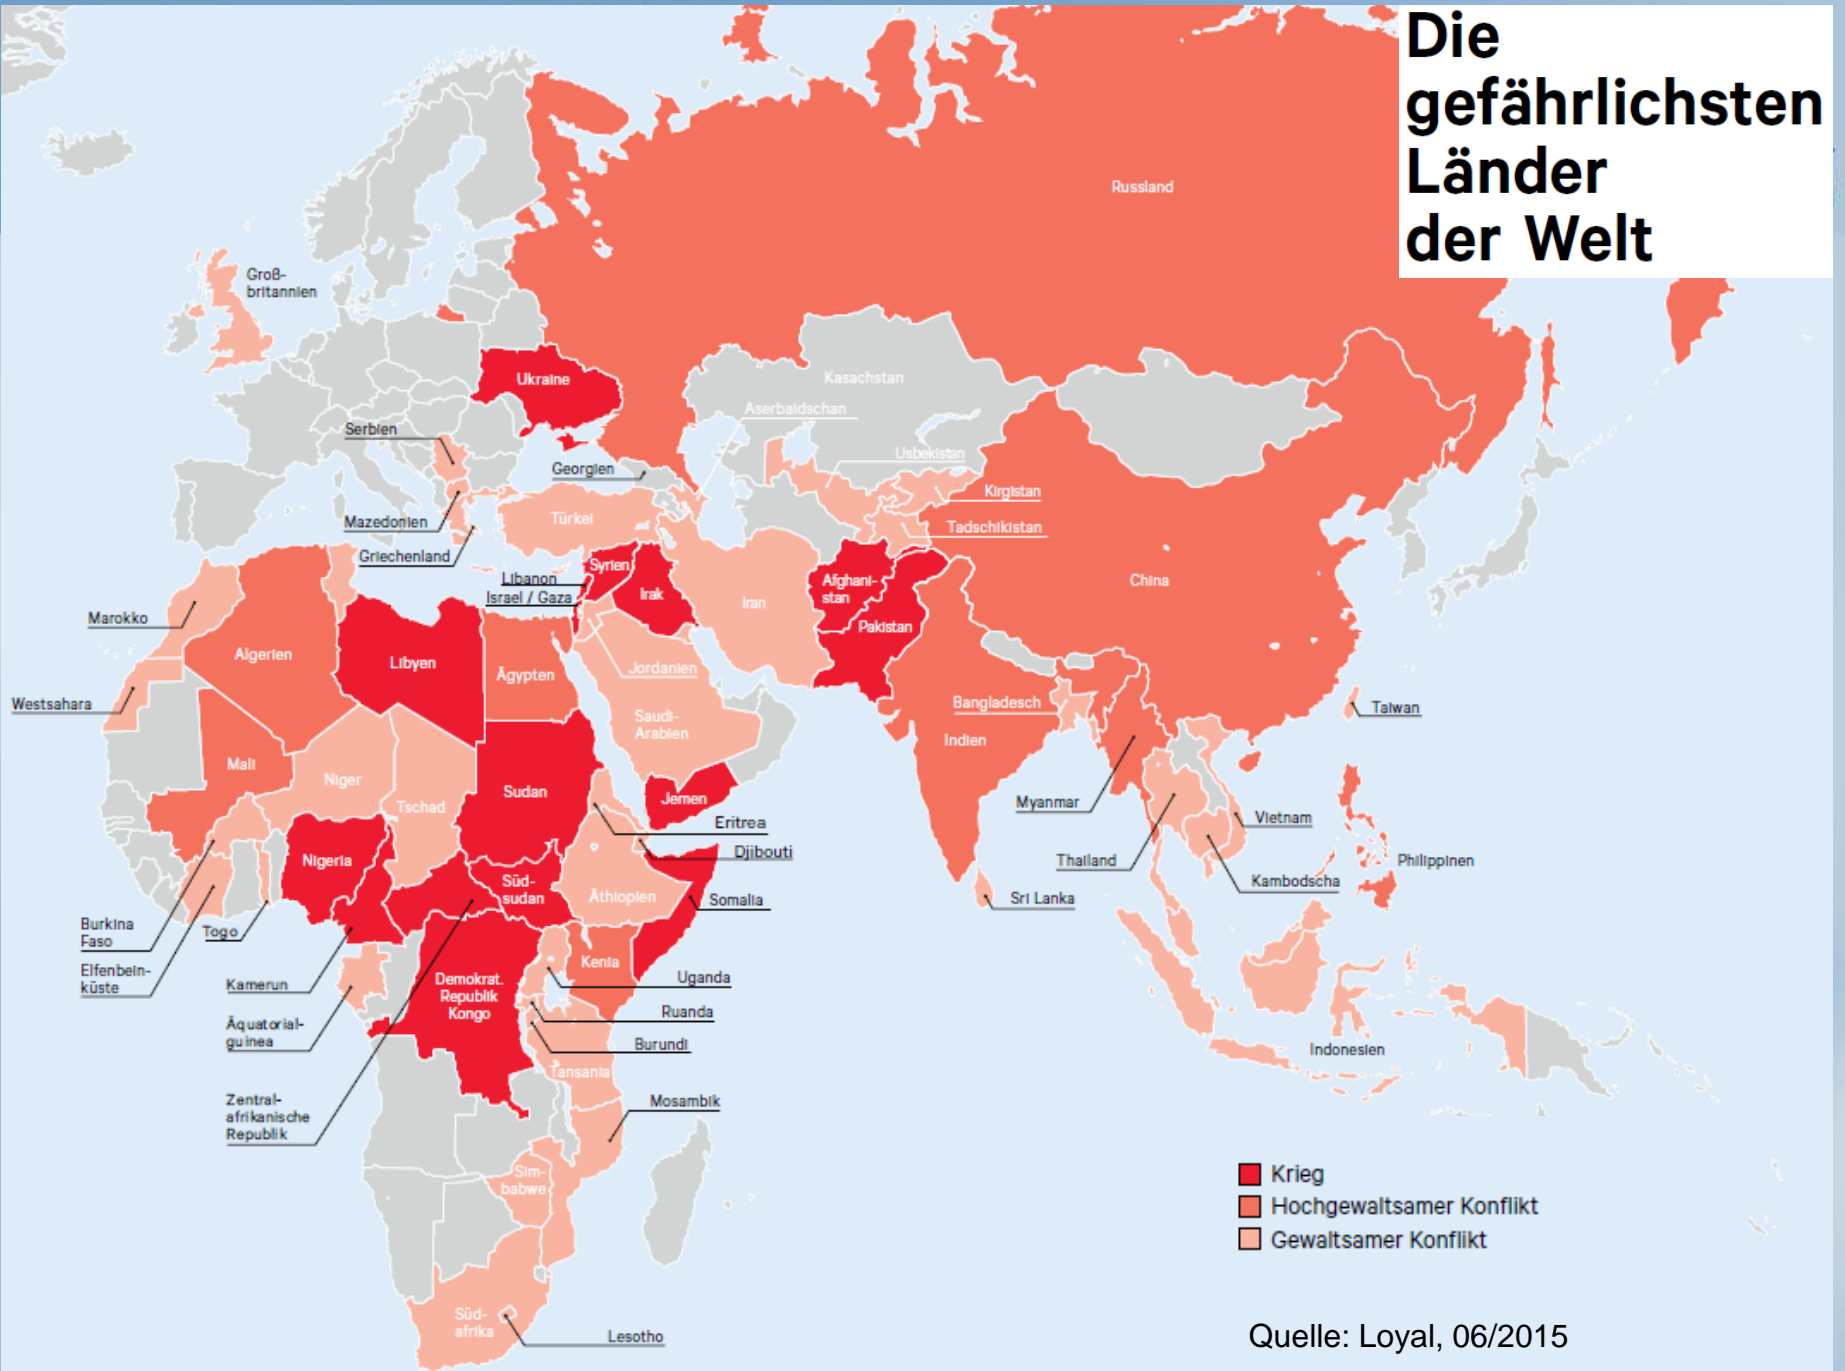 Die
gefährlichsten
Länder
der Welt
Russland
Groß-
britannien
Ukraine
Kasachstan
Aserbaidschan
Serbien
Usbekistan
Georgien
Kirgistan
Mazedonien
Türkei
Tadschikistan
Griechenland
Syrien
Libanon
Israel / Gaza
Irak
Iran
Afghani-
stan
Pakistan
China
Marokko
Algerien
Libyen
Ägypten
Jordanien
Westsahara
Saudi-
Arabien
Bangladesch
Indien
Taiwan
Mali
Niger
Tschad
Sudan
Jemen
Eritrea
Djibouti
Myanmar
Vietnam
Thailand
Kambodscha
Philippinen
Nigeria
Süd-
sudan
Äthiopien
Somalia
Sri Lanka
Burkina
Faso
Togo
Elfenbein-
küste
Kamerun
Demokrat.
Republik
Kongo
Kenia
Uganda
Ruanda
Äquatorial-
guinea
Burundi
Tansania
Indonesien
Zentral-
afrikanische
Republik
Mosambik
Sim-
babwe
Süd-
afrika
Lesotho
Krieg
Hochgewaltsamer Konflikt
Gewaltsamer Konflikt
Quelle: Loyal, 06/2015